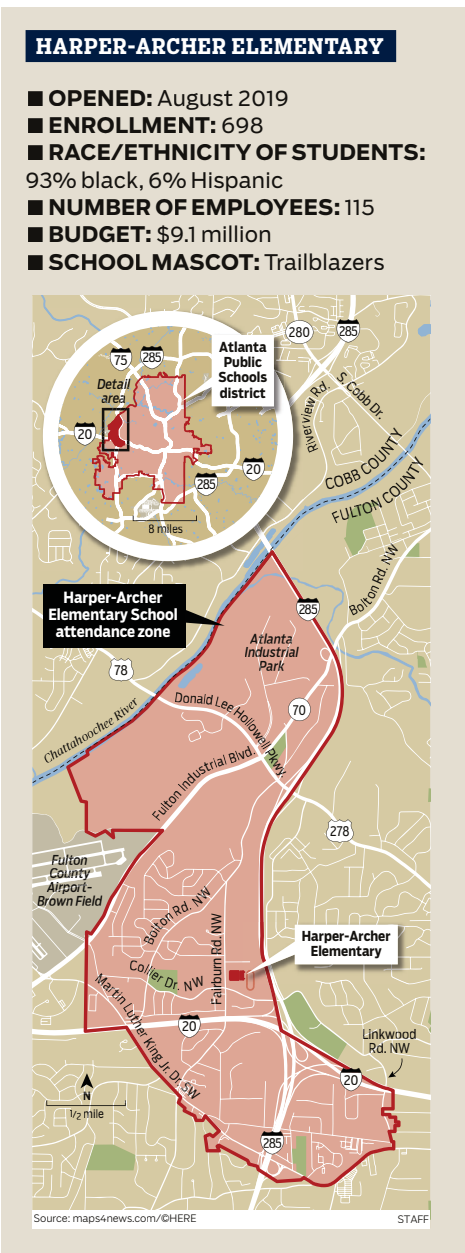 HARPER-ARCHER ELEMENTARY
■ OPENED: August 2019
■ ENROLLMENT: 698
■ RACE/ETHNICITY OF STUDENTS:
93% black, 6% Hispanic
■ NUMBER OF EMPLOYEES: 115
■ BUDGET: $9.1 million
■ SCHOOL MASCOT: Trailblazers
Atlanta
Public
Schools
district
75
285
Detail
area
20
20
285
8 miles
280
285
Riverview Rd.
S. Cobb Dr.
COBB COUNTY
FULTON COUNTY
Bolton Rd. NW
Harper-Archer
Elementary School
attendance zone
285
Atlanta
Industrial
Park
78
70
Chattahoochee River
Donald Lee Hollowell Pkwy.
Fulton Industrial Blvd.
278
Fulton
County
Airport-
Brown Field
Bolton Rd. NW
Fairburn Rd. NW
Harper-Archer
Elementary
Collier Dr. NW
Martin Luther King Jr. Dr. SW
20
Linkwood
Rd. NW
20
N
1/2 mile
285
Source: maps4news.com/©HERE
STAFF